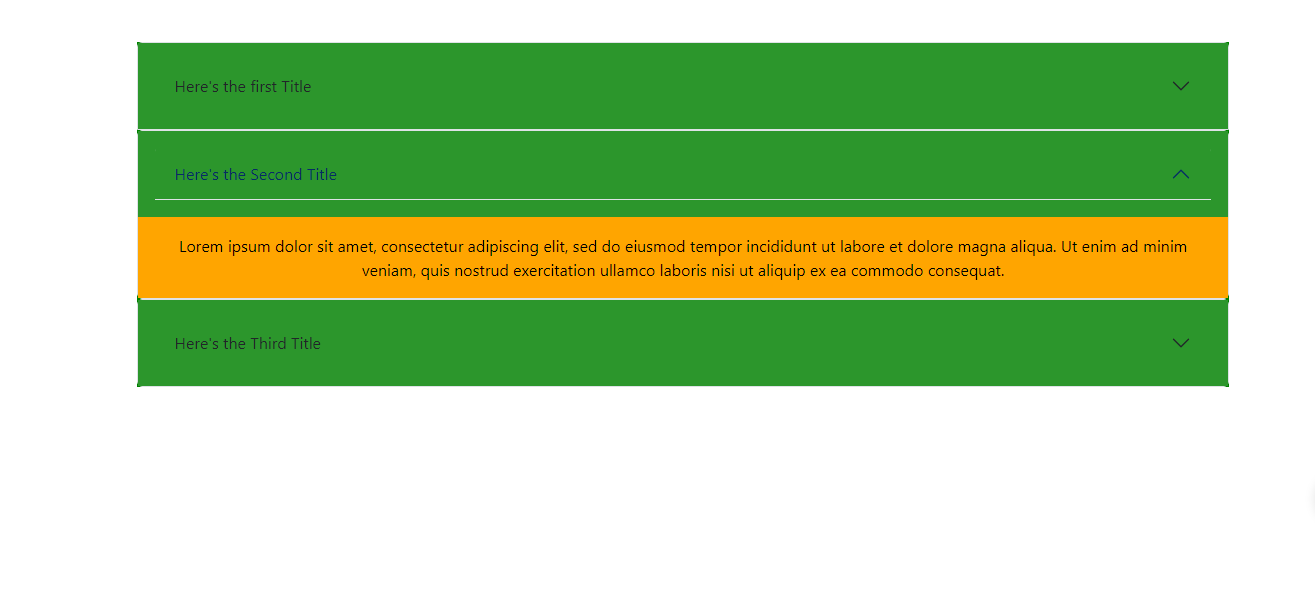 Here's the first Title
Here's the Second Title
Lorem ipsum dolor sit amet, consectetur adipiscing elit, sed do eiusmod tempor incididunt ut labore et dolore magna aliqua. Ut enim ad minim
veniam, quis nostrud exercitation ullamco laboris nisi ut aliquip ex ea commodo consequat.
Here's the Third Title